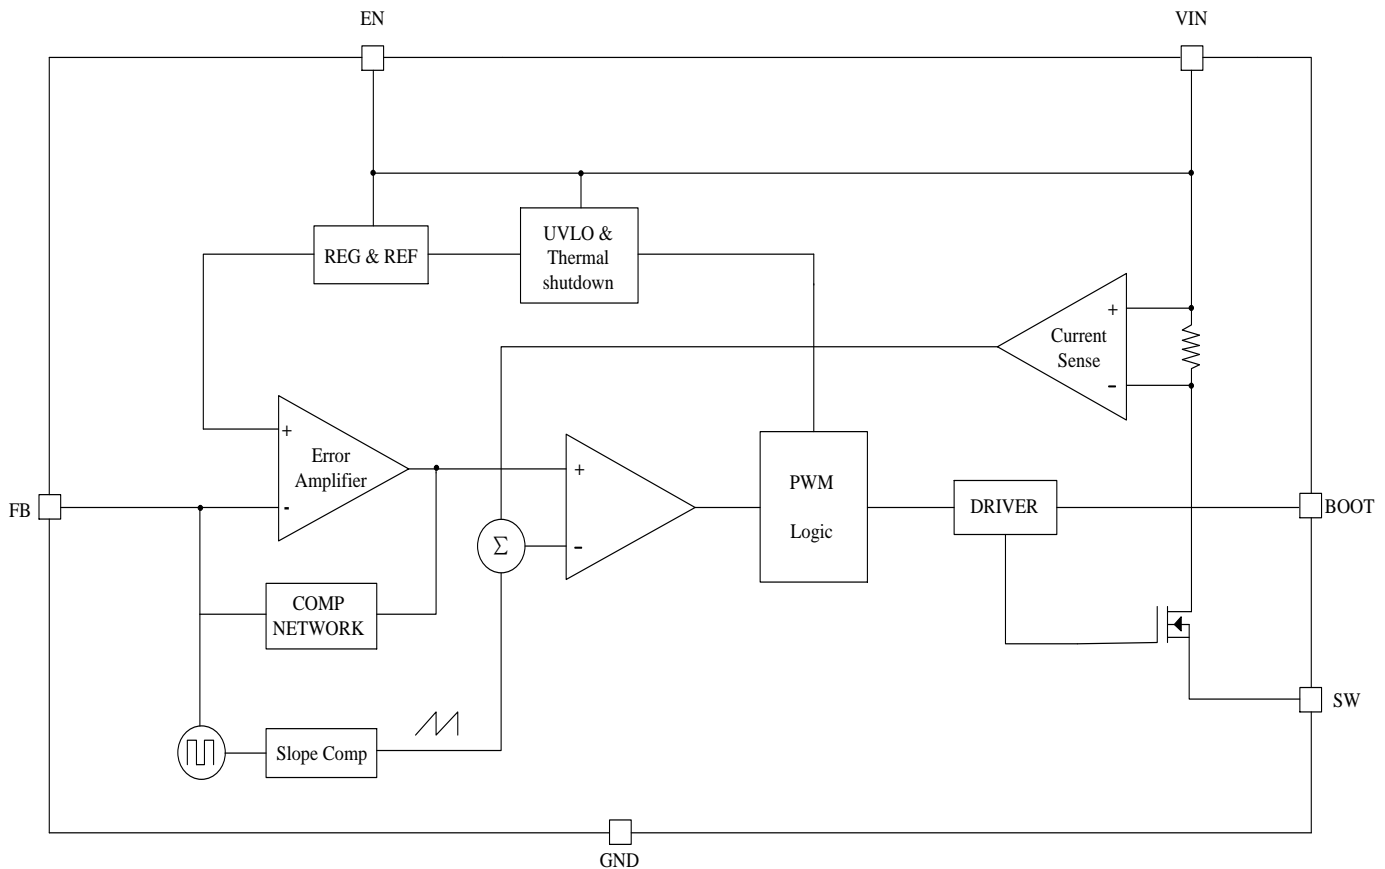 EN
VIN
REG & REF
UVLO &
Thermal
shutdown
+
Current
Sense
-
+
Error
Amplifier
-
+
-
PWM
Logic
FB
DRIVER
BOOT
Σ
COMP
NETWORK
SW
Slope Comp
GND